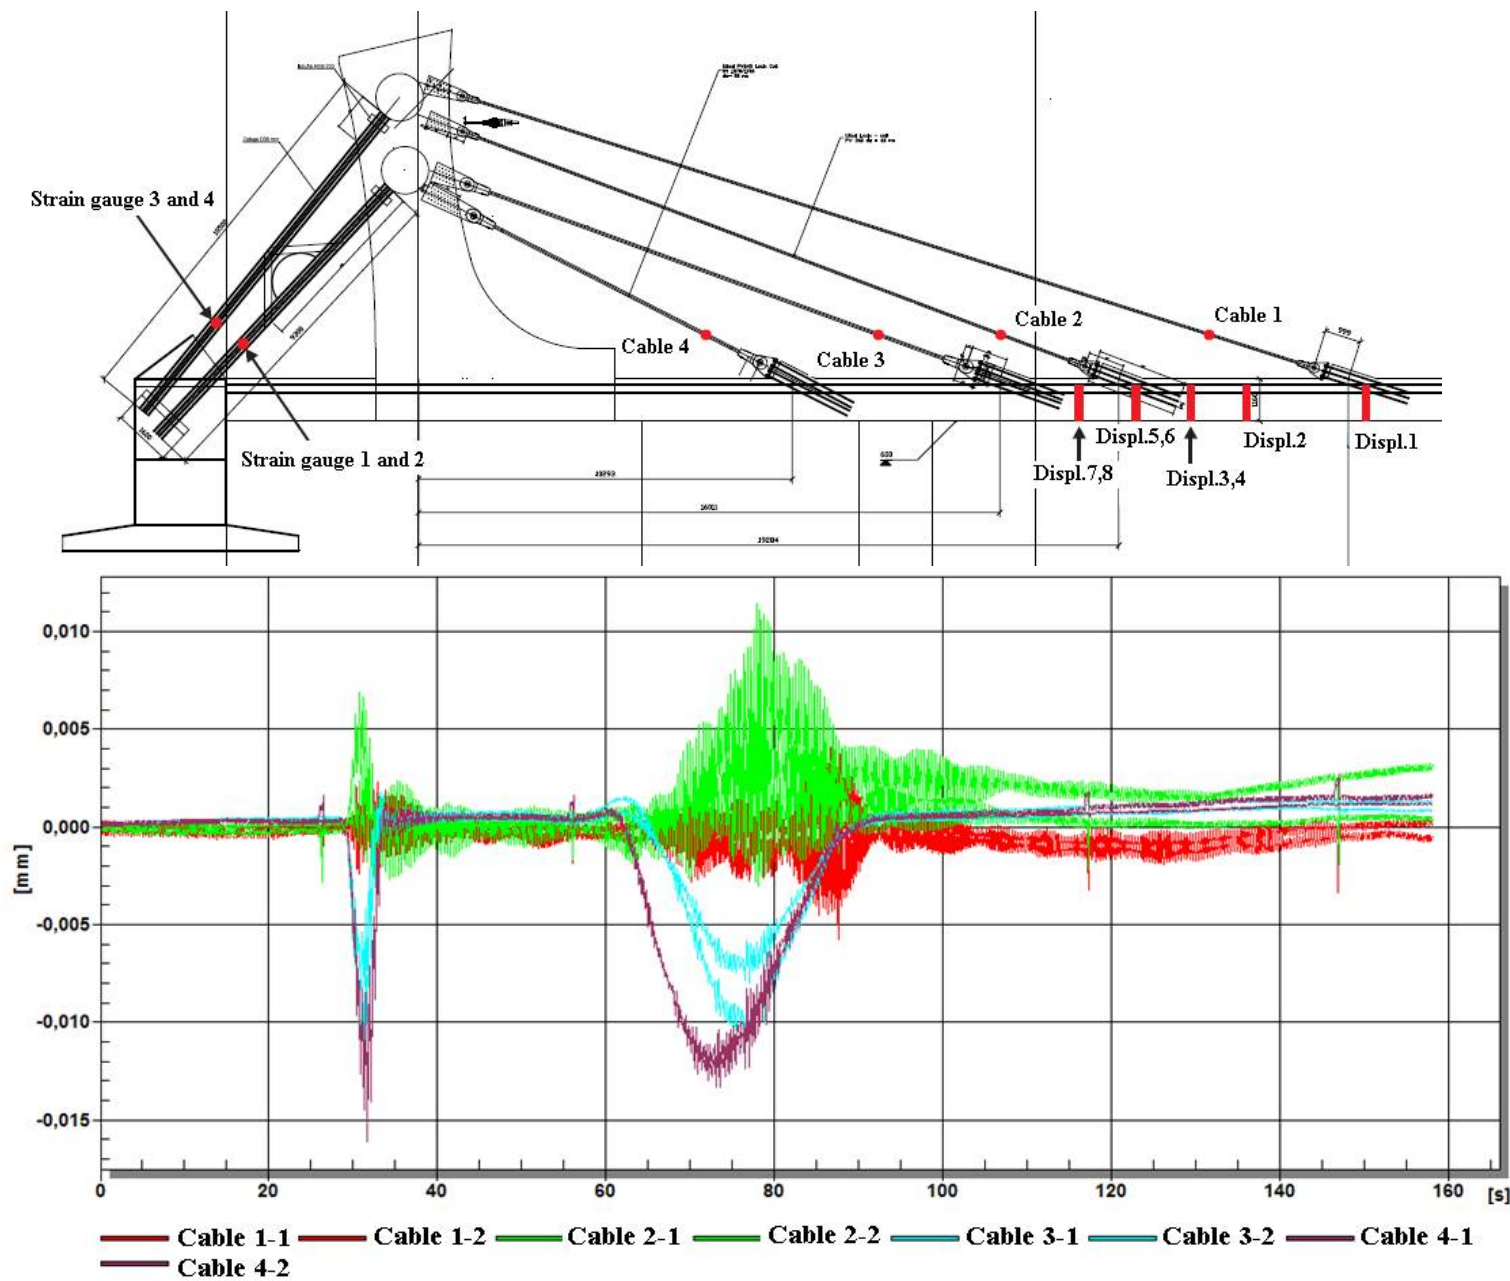 Strain gauge 3 and 4
Cable 1
Cable 2
Cable 4
Cable 3
999
Displ.5,6
Displ.2
Displ.1
Strain gauge 1 and 2
Displ.7,8
Displ.3,4
600
0,010
0,005
0,000
[mm]
-0,005
-0,010
-0,015
0 20 40 60 80 100 120 140 160 [s]
Cable 1-1 Cable 1-2 Cable 2-1 Cable 2-2 Cable 3-1 Cable 3-2 Cable 4-1
Cable 4-2